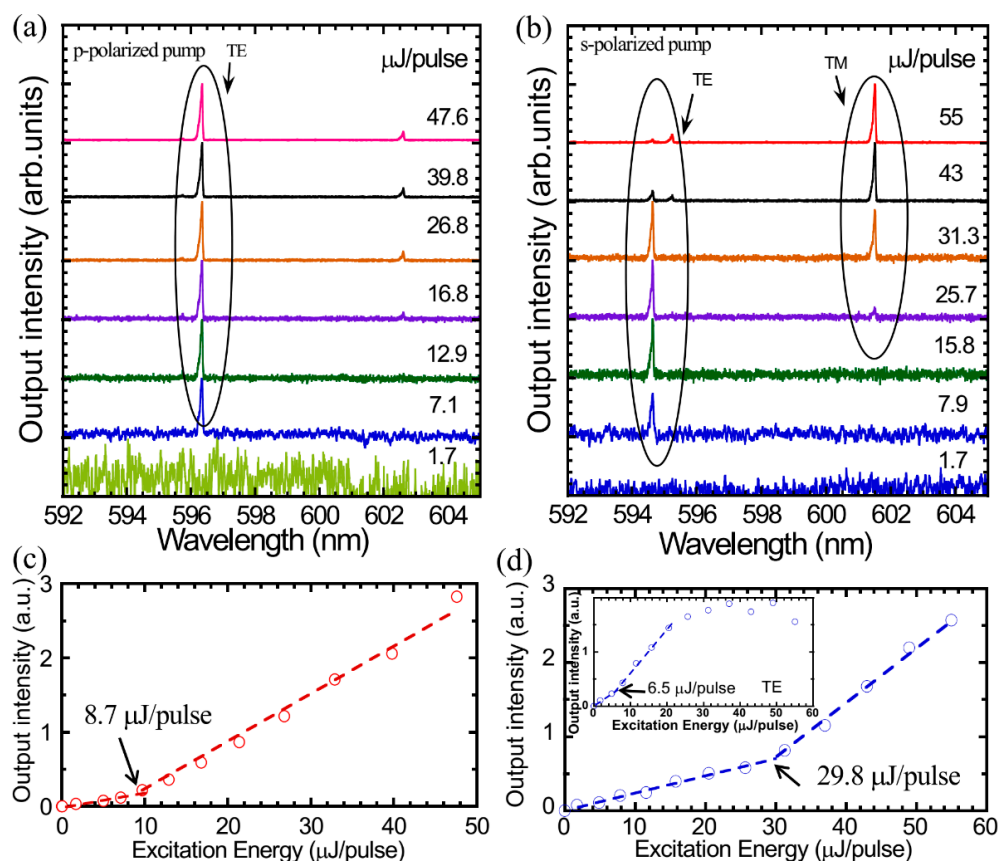 (a)
p-polarized pump
TE
μJ/pulse
47.6
39.8
26.8
16.8
12.9
7.1
1.7
Output intensity (arb.units)
592 594 596 598 600 602 604
Wavelength (nm)
(b)
s-polarized pump
TE
TM
μJ/pulse
55
43
31.3
25.7
15.8
7.9
1.7
Output intensity (arb.units)
592 594 596 598 600 602 604
Wavelength (nm)
(c)
Output intensity (a.u.)
3
2
1
0
8.7 μJ/pulse
0 10 20 30 40 50
Excitation Energy (μJ/pulse)
(d)
Output intensity (a.u.)
3
2
1
0
Output intensity (a.u.)
1
0
6.5 μJ/pulse
TE
0 10 20 30 40 50 60
Excitation Energy (μJ/pulse)
29.8 μJ/pulse
0 10 20 30 40 50 60
Excitation Energy (μJ/pulse)